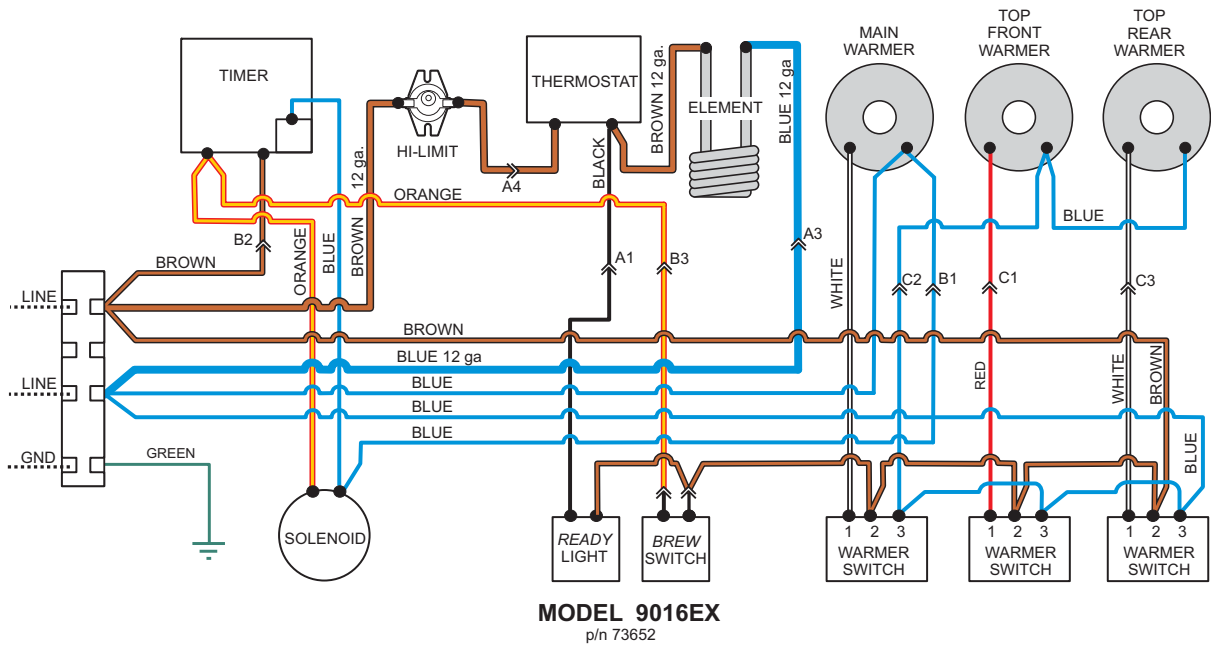 MAIN
WARMER
TOP
FRONT
WARMER
TOP
REAR
WARMER
TIMER
HI-LIMIT
THERMOSTAT
ELEMENT
BROWN 12 ga.
BLUE 12 ga
12 ga.
BROWN
A4
BLACK
ORANGE
B2
BROWN
ORANGE
BLUE
A1
B3
A3
WHITE
C2
B1
C1
BLUE
C3
LINE
BROWN
BLUE 12 ga
LINE
BLUE
BLUE
BLUE
RED
WHITE
BROWN
BLUE
GND
GREEN
SOLENOID
READY
LIGHT
BREW
SWITCH
1 2 3
WARMER
SWITCH
1 2 3
WARMER
SWITCH
1 2 3
WARMER
SWITCH
MODEL 9016EX
p/n 73652